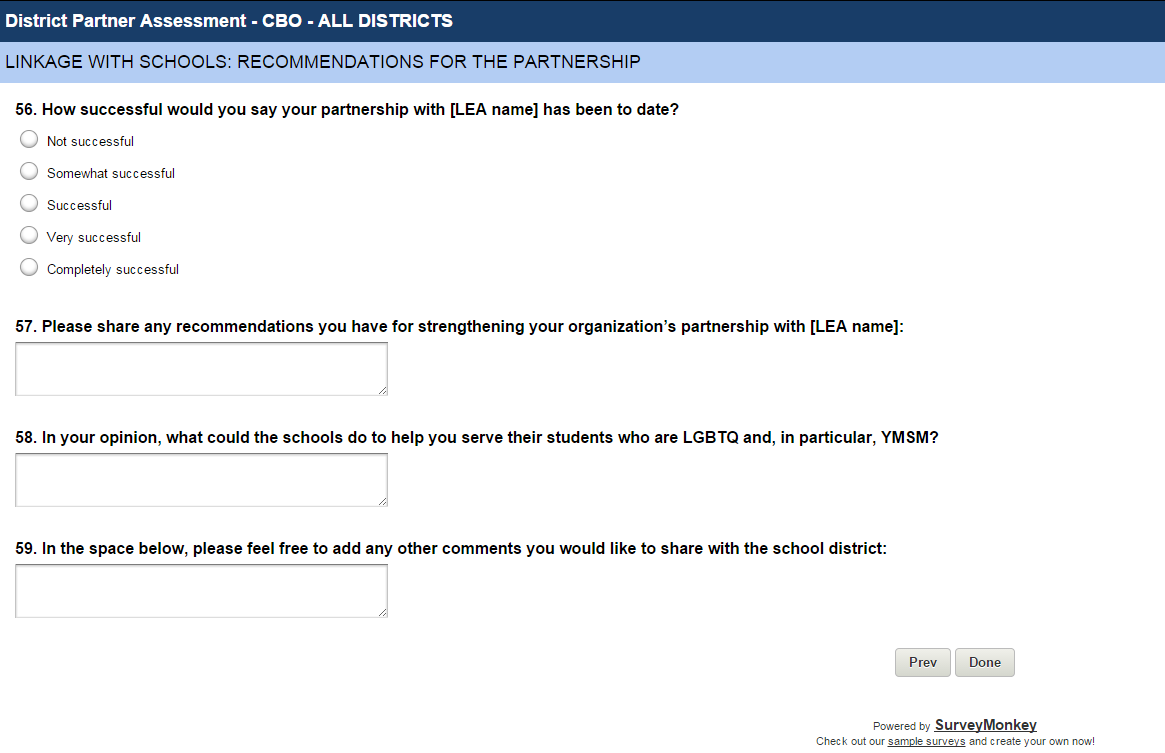 District Partner Assessment - CBO - ALL DISTRICTS
LINKAGE WITH SCHOOLS: RECOMMENDATIONS FOR THE PARTNERSHIP
56. How successful would you say your partnership with [LEA name] has been to date?
Not successful
Somewhat successful
Successful
Very successful
Completely successful
57. Please share any recommendations you have for strengthening your organization’s partnership with [LEA name]:
58. In your opinion, what could the schools do to help you serve their students who are LGBTQ and, in particular, YMSM?
59. In the space below, please feel free to add any other comments you would like to share with the school district:
Prev Done
Powered by SurveyMonkey
Check out our sample surveys and create your own now!